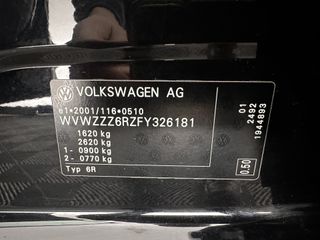 VOLKSWAGEN AG
e1*2001/116*0510
WVWZZZ6RZFY326181
1620 kg
2620 kg
1- 0900 kg
2- 0770 kg
Typ 6R
01
2492
1944893
0.50